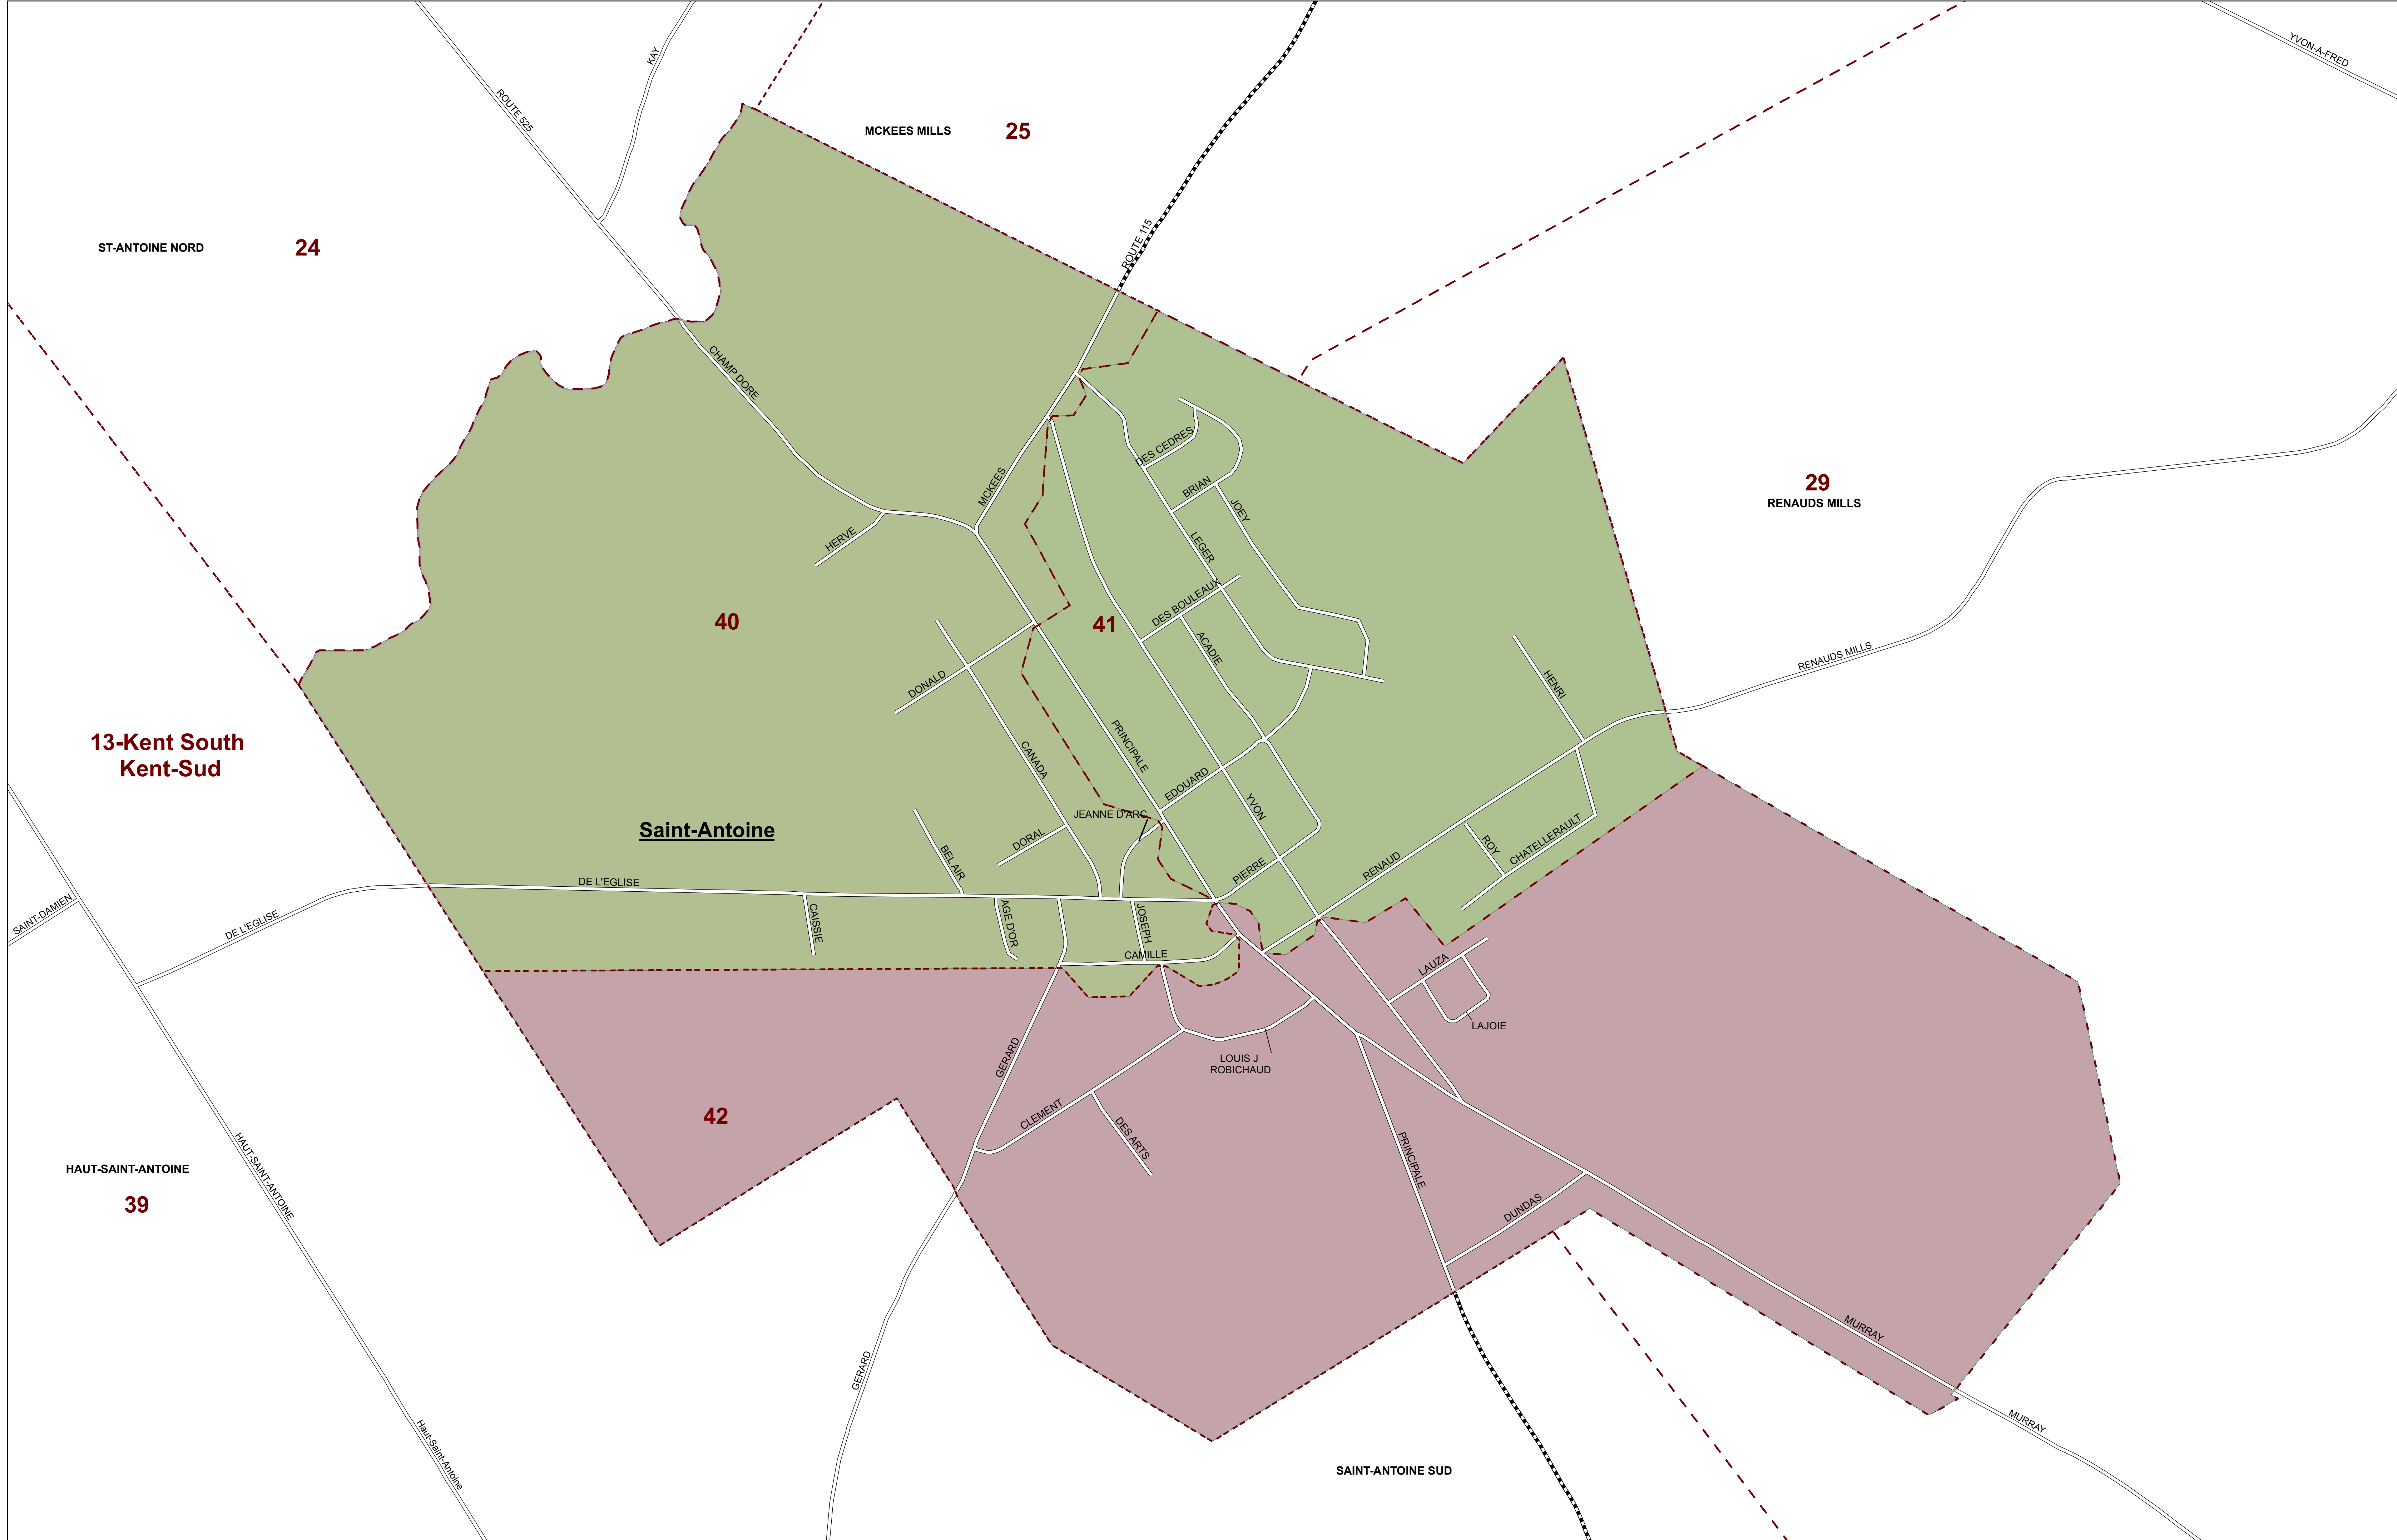 YVON-A-FRED
KAY
ROUTE 525
MCKEES MILLS
25
ST-ANTOINE NORD
24
ROUTE 115
CHAMP DORE
DES CEDRES
29
RENAUDS MILLS
MCKEES
BRIAN
JOEY
HERVE
LEGER
DES BOULEAUX
40
41
ACADIE
RENAUDS MILLS
DONALD
HENRI
13-Kent South
Kent-Sud
PRINCIPALE
CANADA
EDOUARD
YVON
JEANNE D'ARC
Saint-Antoine
DORAL
CHATELLERAULT
ROY
BELAIR
PIERRE
RENAUD
DE L'EGLISE
SAINT-DAMIEN
DE L'EGLISE
CAISSIE
AGE D'OR
JOSEPH
CAMILLE
LAUZA
LAJOIE
GERARD
LOUIS J
ROBICHAUD
42
CLEMENT
DES ARTS
PRINCIPALE
HAUT-SAINT-ANTOINE
39
HAUT-SAINT-ANTOINE
DUNDAS
MURRAY
GERARD
MURRAY
Haut-Saint-Antoine
SAINT-ANTOINE SUD